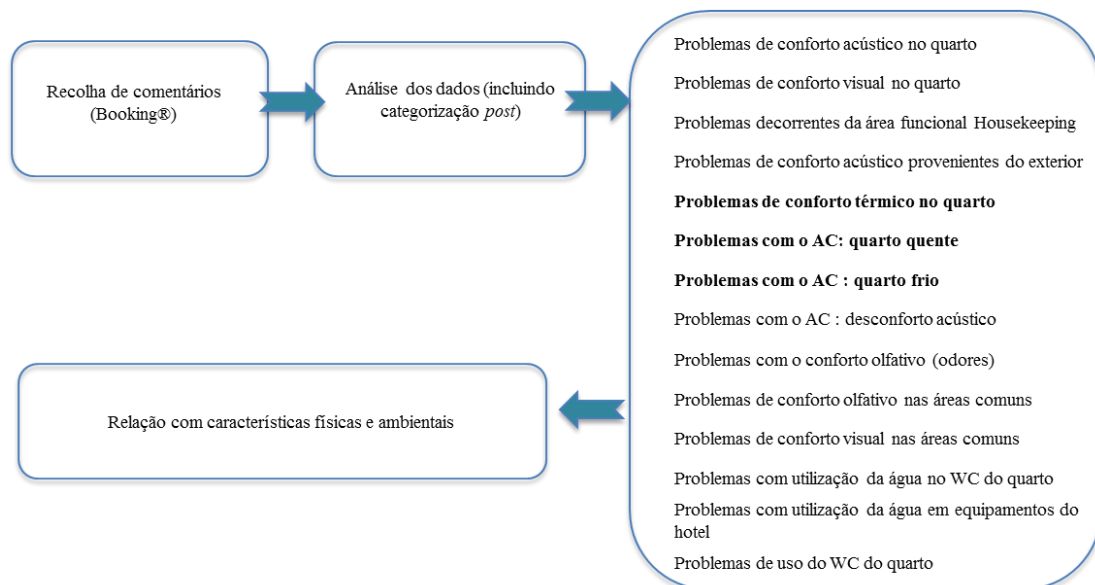 Recolha de comentários
(Booking®)
Análise dos dados (incluindo
categorização post)
Problemas de conforto acústico no quarto
Problemas de conforto visual no quarto
Problemas decorrentes da área funcional Housekeeping
Problemas de conforto acústico provenientes do exterior
Problemas de conforto térmico no quarto
Problemas com o AC: quarto quente
Problemas com o AC : quarto frio
Problemas com o AC : desconforto acústico
Problemas com o conforto olfativo (odores)
Problemas de conforto olfativo nas áreas comuns
Problemas de conforto visual nas áreas comuns
Problemas com utilização da água no WC do quarto
Problemas com utilização da água em equipamentos do
hotel
Problemas de uso do WC do quarto
Relação com características físicas e ambientais